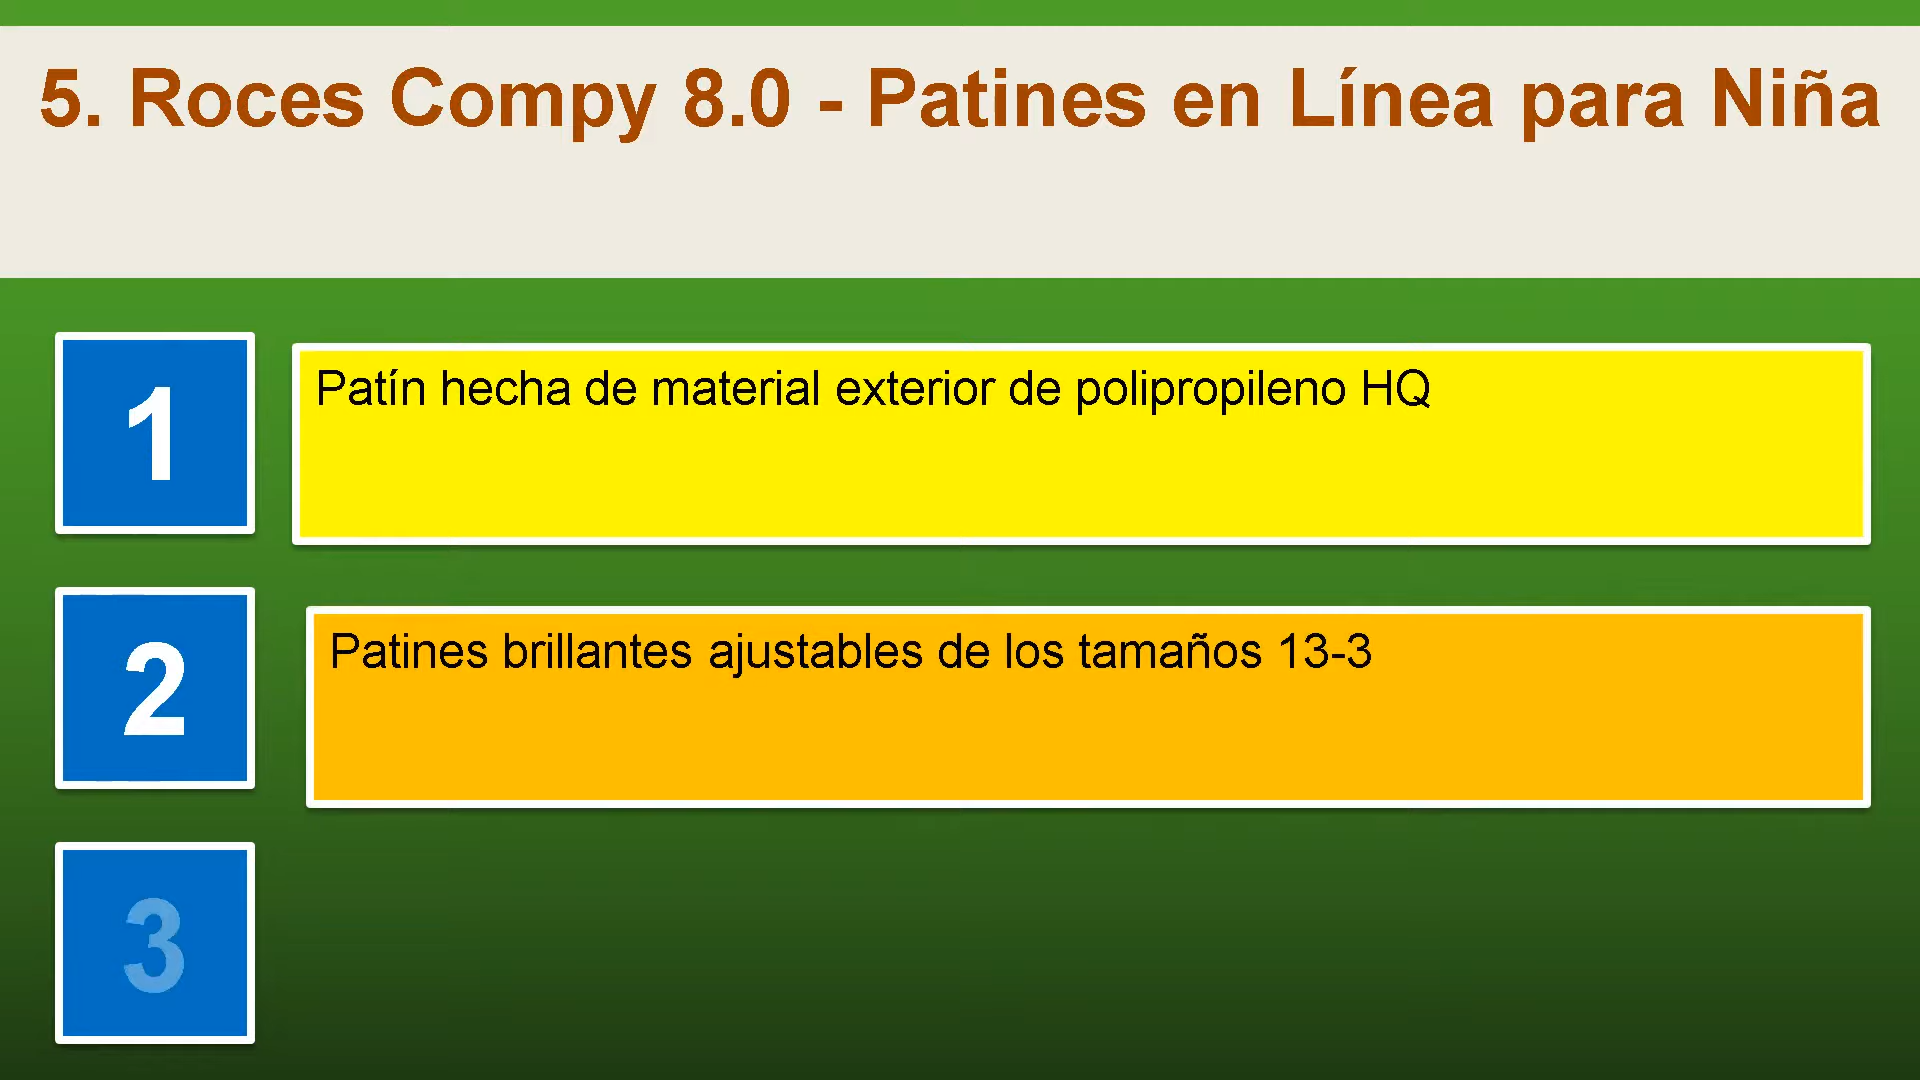 5. Roces Compy 8.0 - Patines en Línea para Niña
1
Patín hecha de material exterior de polipropileno HQ
2
Patines brillantes ajustables de los tamaños 13-3
3